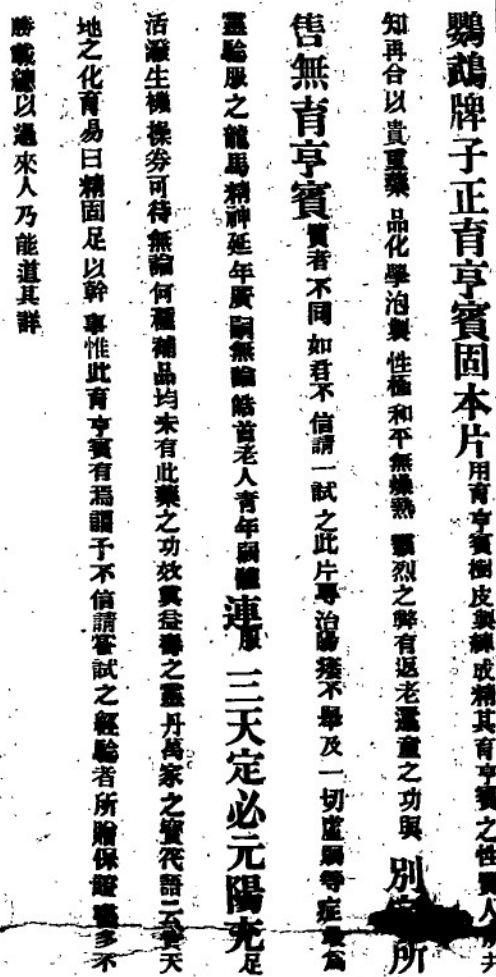 鸚鵡牌子正育亨賓固本片用育亨賓樹皮製練成精其育亨賓之性質人所共
知再合以貴重藥品化學泡製性極和平無燥熱猛烈之弊有返老還童之功與別 所
售無育亨賓質者不同如君不信請一試之此片專治陽痿不舉及一切虛弱等症最為
靈驗服之龍馬精神延年廣嗣無論皓首老人青年弱體連服三天定必元陽充足
活潑生機操券可待無論何種補品均未有此藥之功效真益壽之靈丹萬家之寶 語云 天
地之化育易曰精固足以幹事惟此育亨賓有焉謂予不信請嘗試之經驗者所贈保證 多不
勝載總以過來人乃能道其詳